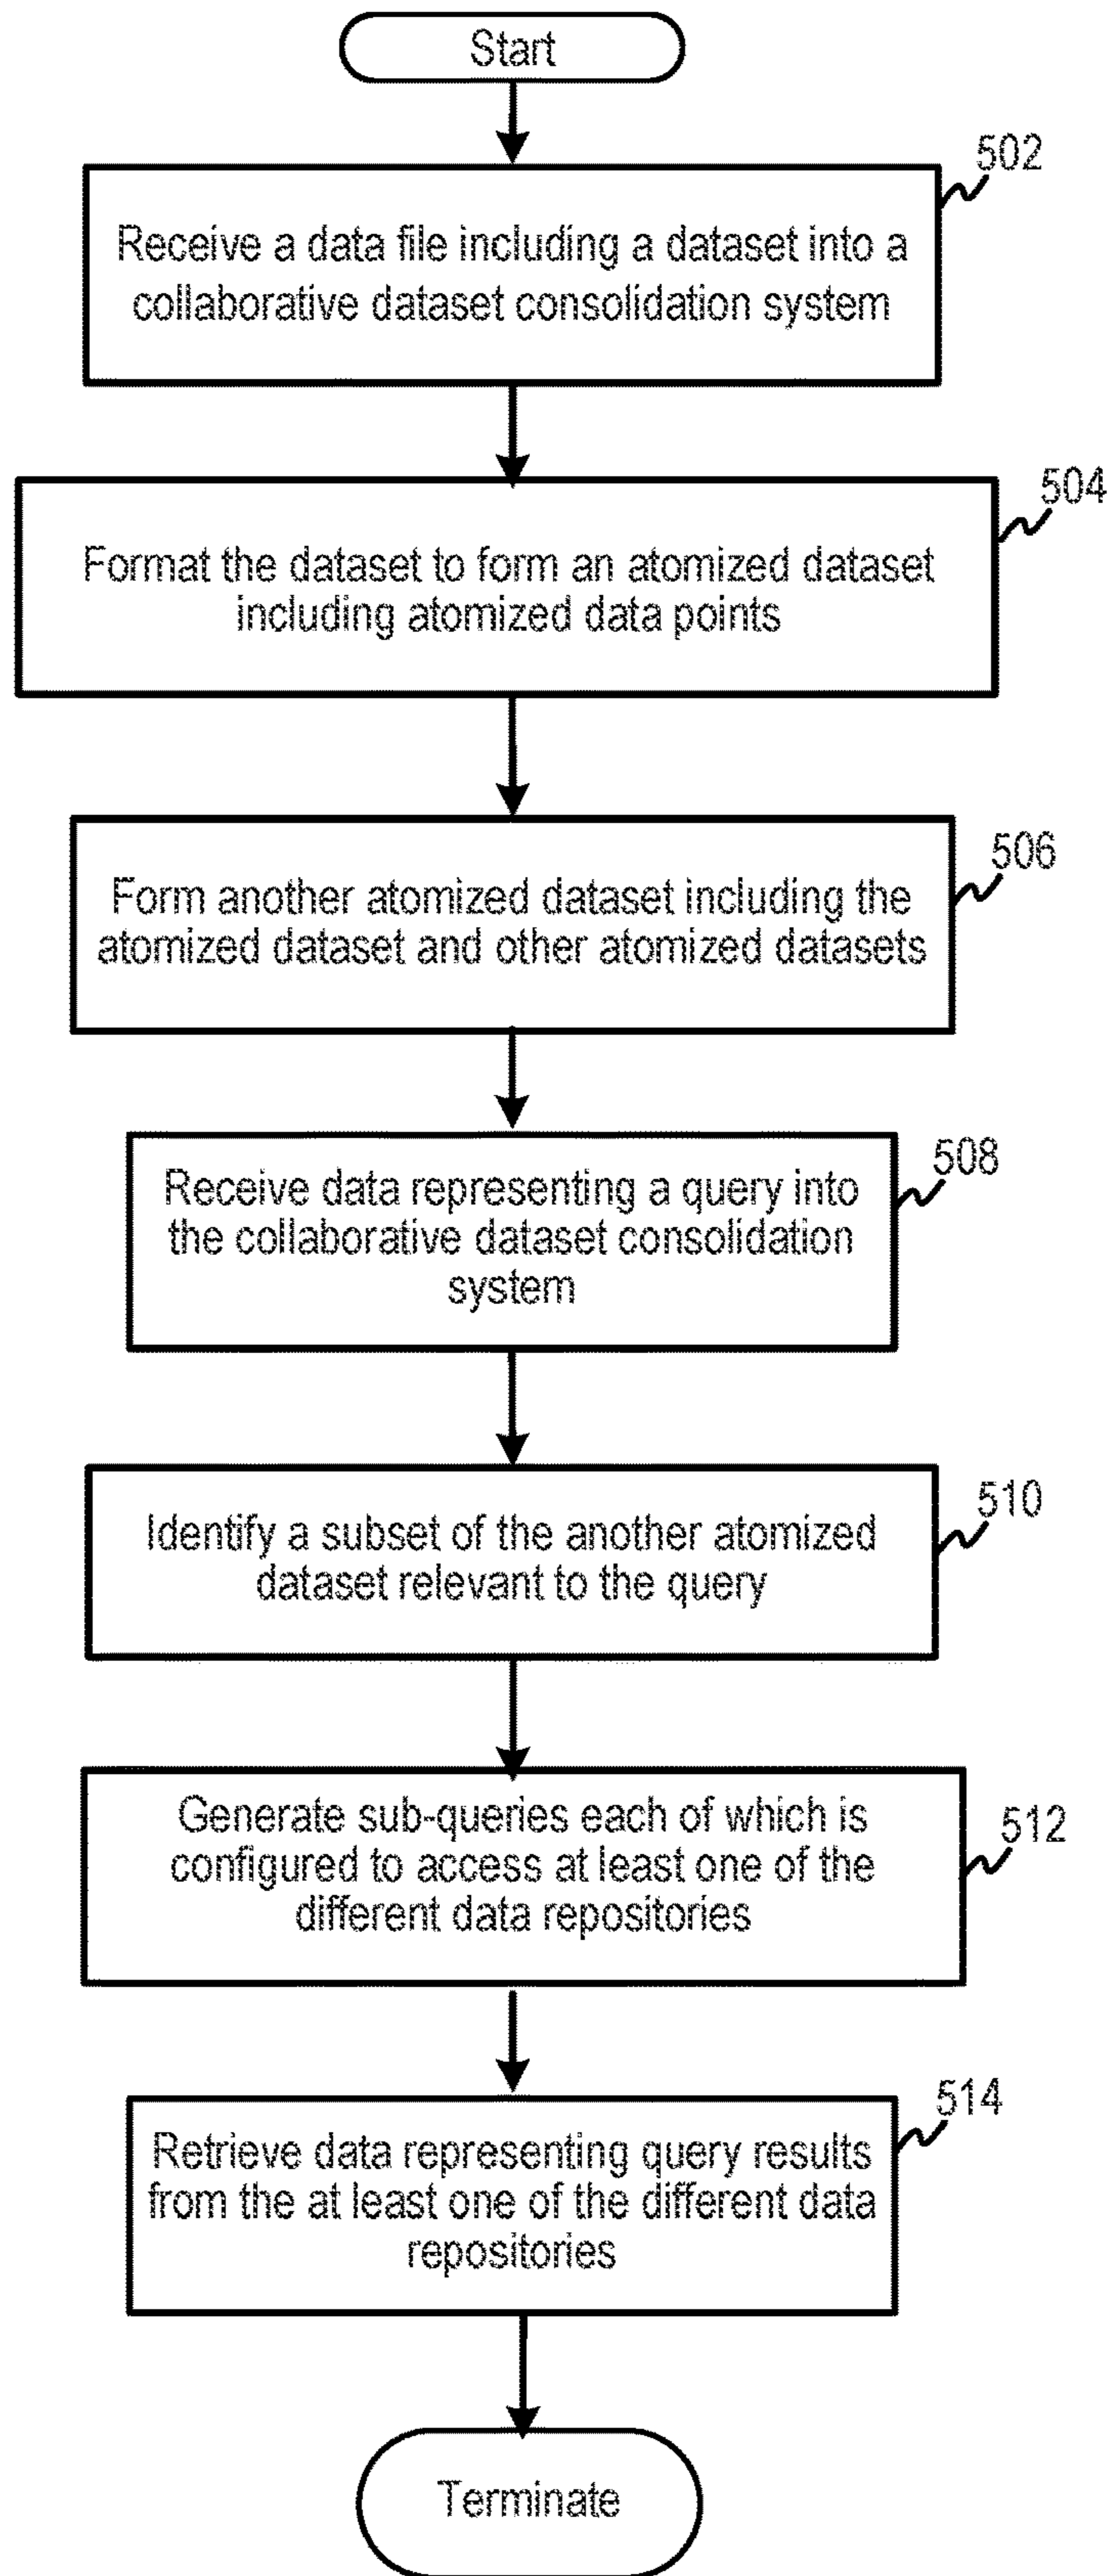 Start
502
Receive a data file including a dataset into a
collaborative dataset consolidation system
504
Format the dataset to form an atomized dataset
including atomized data points
506
Form another atomized dataset including the
atomized dataset and other atomized datasets
508
Receive data representing a query into
the collaborative dataset consolidation
system
510
Identify a subset of the another atomized
dataset relevant to the query
512
Generate sub-queries each of which is
configured to access at least one of the
different data repositories
514
Retrieve data representing query results
from the at least one of the different data
repositories
Terminate